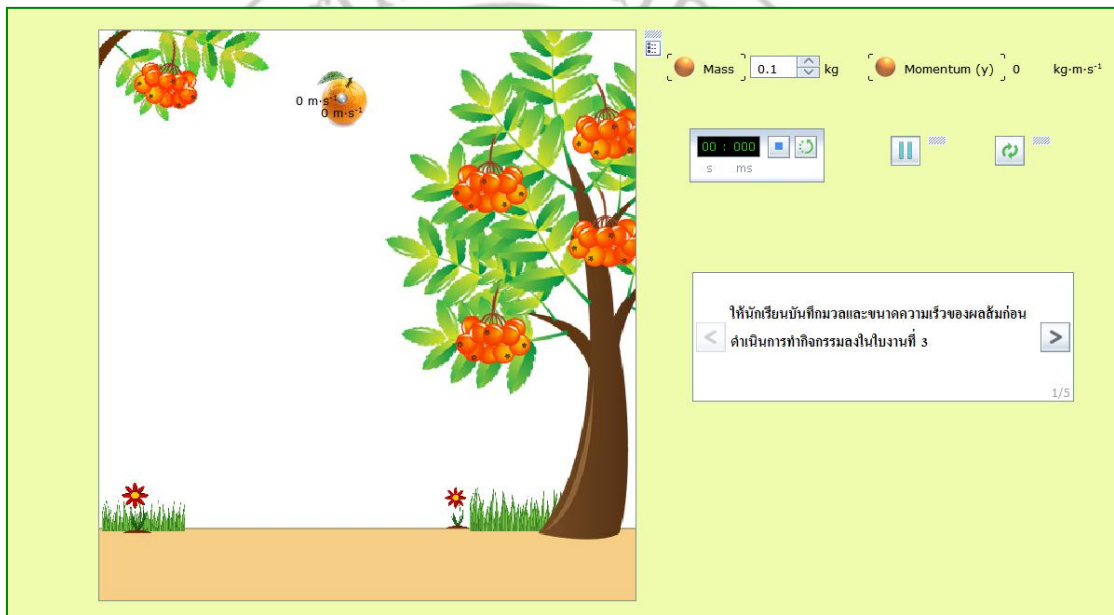 Mass 0.1 kg Momentum (y) 0 kg·m·s⁻¹
0 m·s⁻¹
0 m·s⁻¹
00 : 000
s ms
ให้นักเรียนบันทึกมวลและขนาดความเร็วของผลส้มก่อน
ดำเนินการทำกิจกรรมลงในใบงานที่ 3
1/5